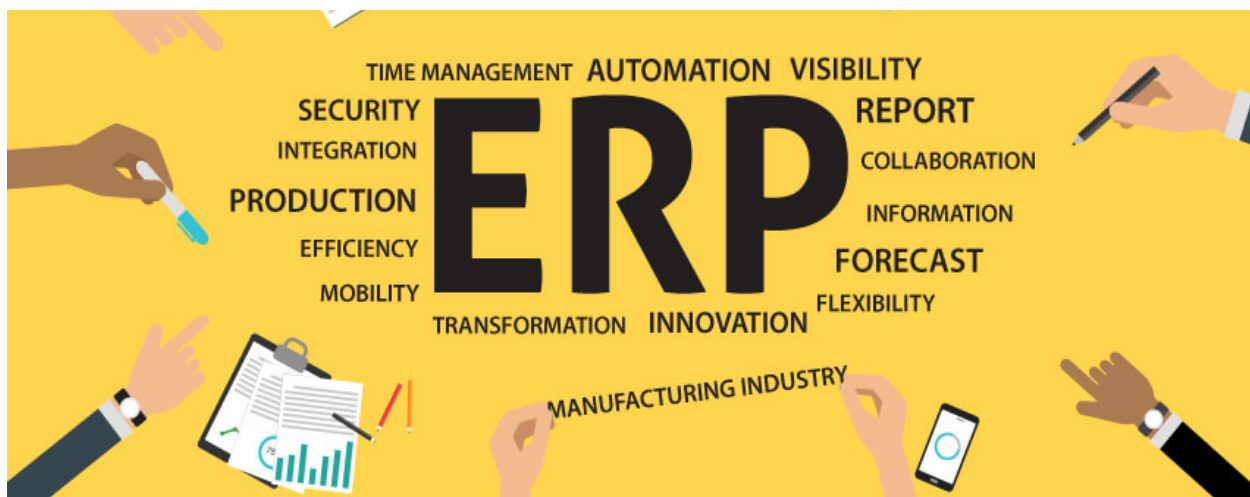 TIME MANAGEMENT AUTOMATION VISIBILITY
SECURITY
INTEGRATION
PRODUCTION
EFFICIENCY
MOBILITY
ERP
REPORT
COLLABORATION
INFORMATION
FORECAST
FLEXIBILITY
TRANSFORMATION INNOVATION
MANUFACTURING INDUSTRY